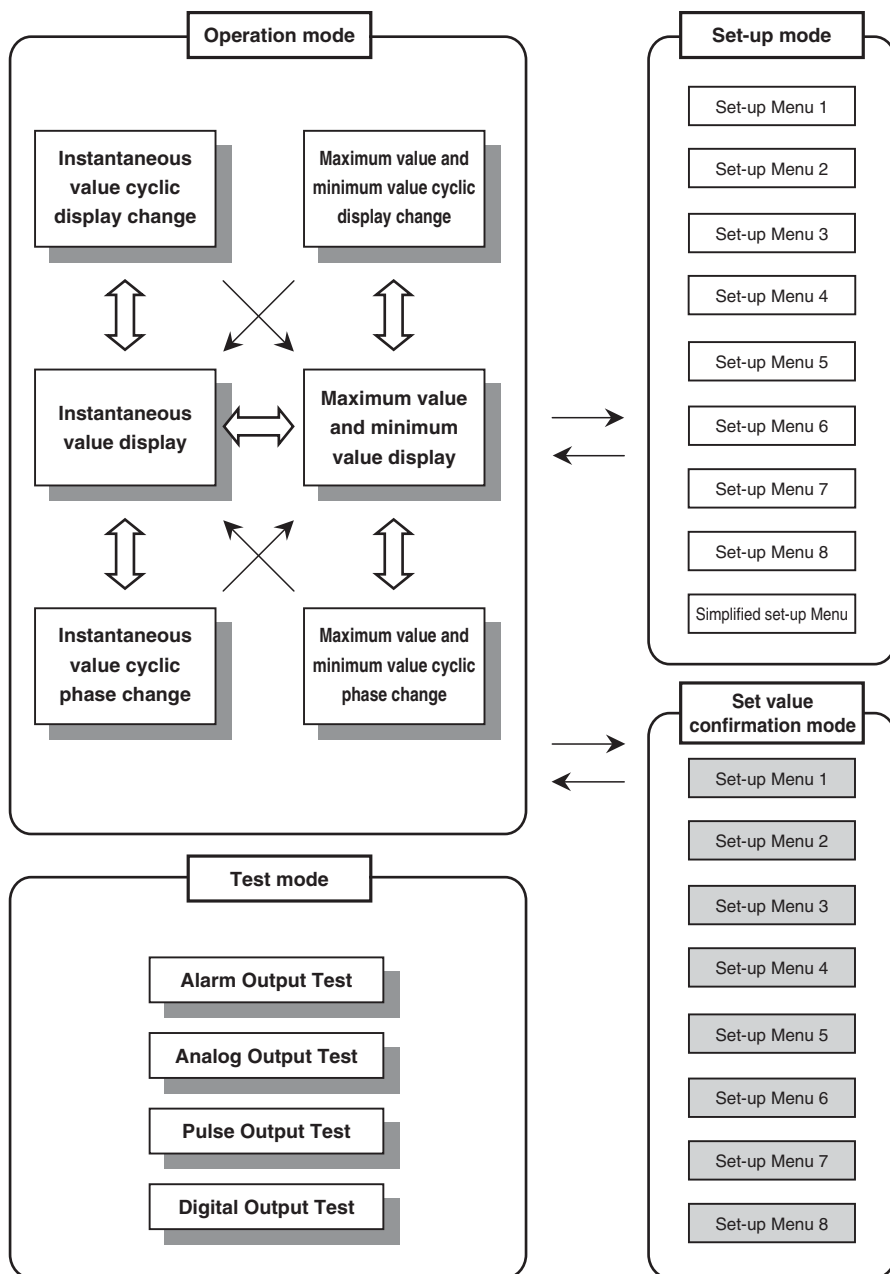 Operation mode
Instantaneous
value cyclic
display change
Maximum value and
minimum value cyclic
display change
Instantaneous
value display
Maximum value
and minimum
value display
Instantaneous
value cyclic
phase change
Maximum value and
minimum value cyclic
phase change
Set-up mode
Set-up Menu 1
Set-up Menu 2
Set-up Menu 3
Set-up Menu 4
Set-up Menu 5
Set-up Menu 6
Set-up Menu 7
Set-up Menu 8
Simplified set-up Menu
Test mode
Alarm Output Test
Analog Output Test
Pulse Output Test
Digital Output Test
Set value
confirmation mode
Set-up Menu 1
Set-up Menu 2
Set-up Menu 3
Set-up Menu 4
Set-up Menu 5
Set-up Menu 6
Set-up Menu 7
Set-up Menu 8